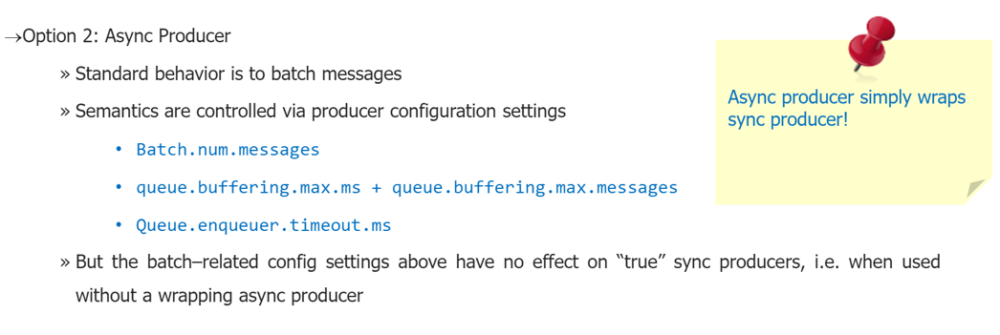 →Option 2: Async Producer
» Standard behavior is to batch messages
» Semantics are controlled via producer configuration settings
• Batch.num.messages
• queue.buffering.max.ms + queue.buffering.max.messages
• Queue.enqueuer.timeout.ms
» But the batch–related config settings above have no effect on “true” sync producers, i.e. when used
without a wrapping async producer
Async producer simply wraps
sync producer!